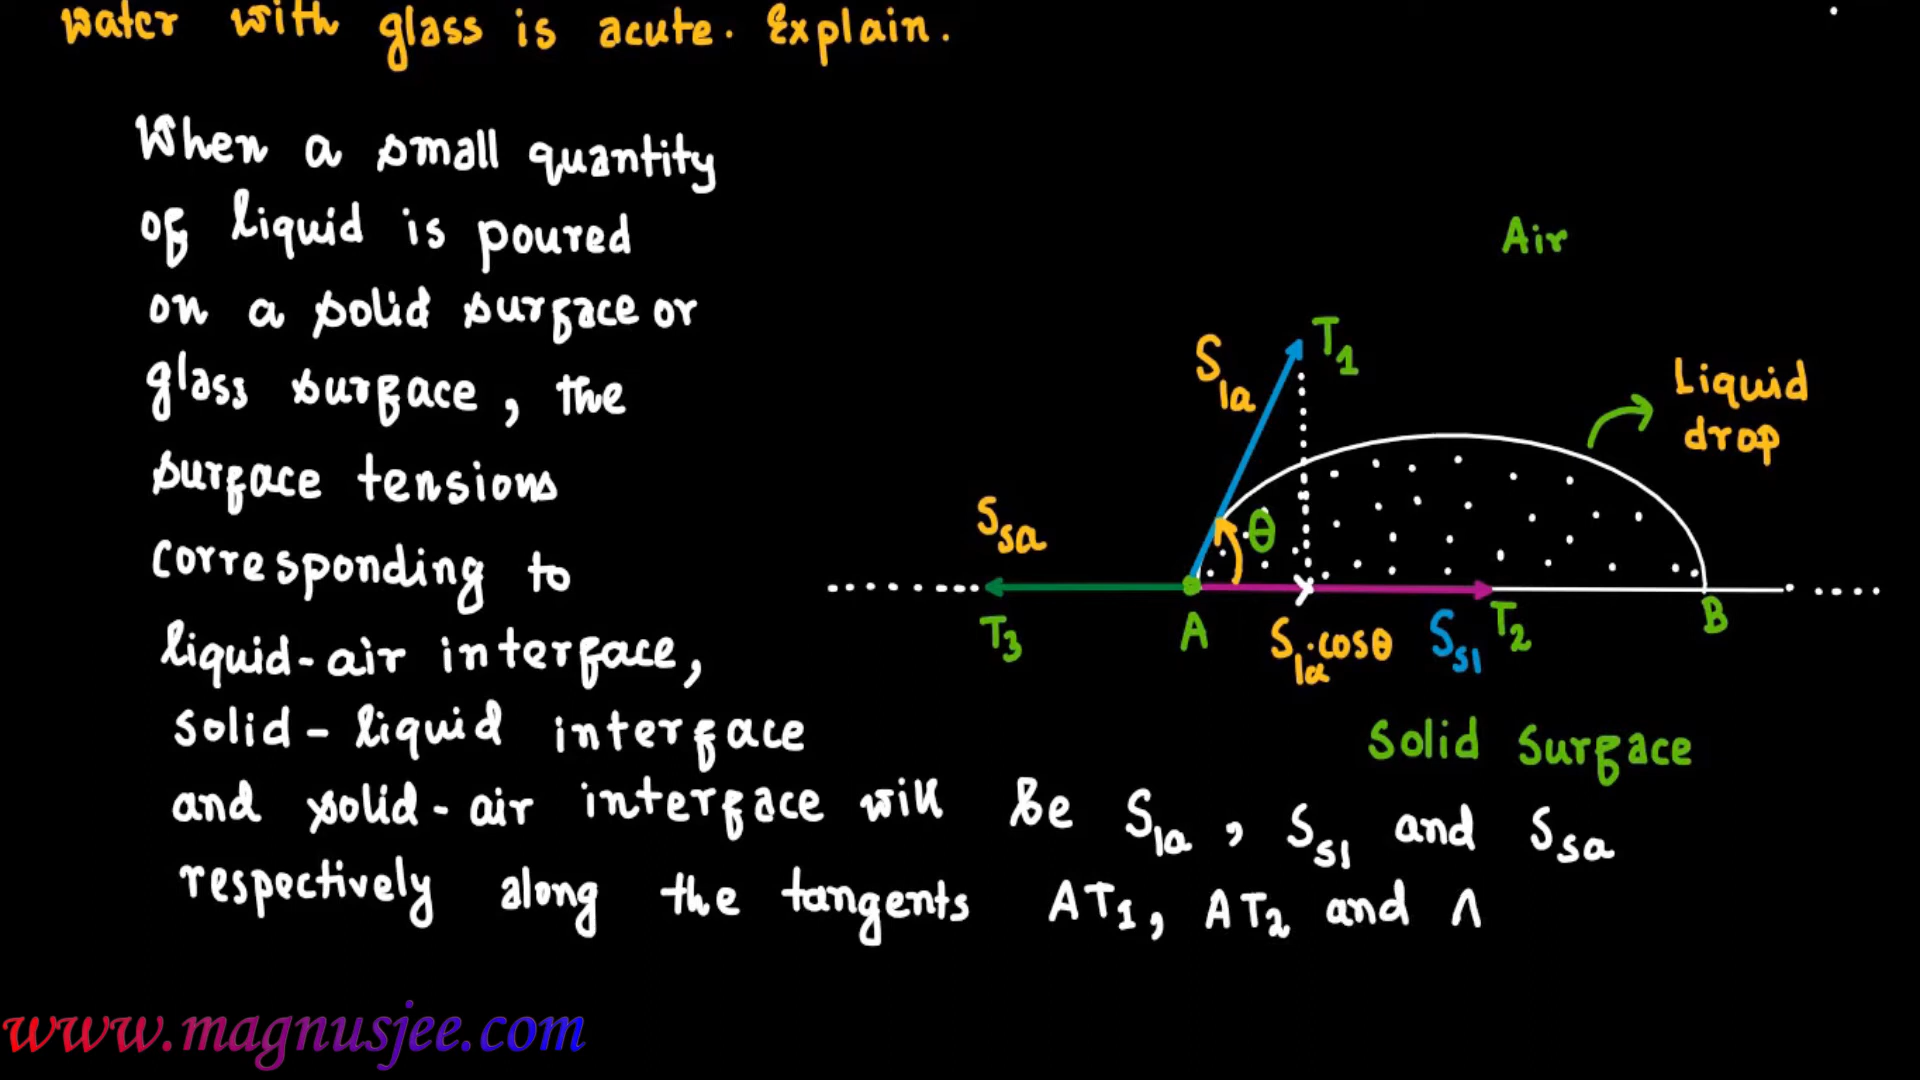 water with glass is acute. Explain.
When a small quantity
of liquid is poured
on a solid surface or
glass surface, the
surface tensions
corresponding to
liquid-air interface,
solid-liquid interface
and solid-air interface will be Sla, Ssl and Ssa
respectively along the tangents AT1, AT2 and A
Air
T1
Sla
Liquid
drop
Ssa
θ
T3
A
Sla.cosθ
Ssl
T2
B
Solid Surface
www.magnusjee.com